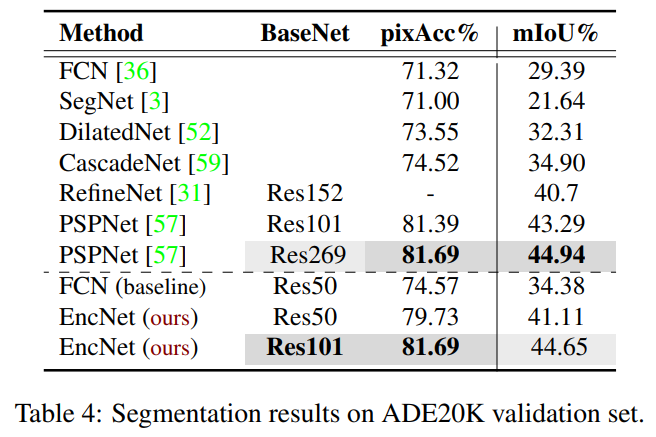 Method BaseNet pixAcc% mIoU%
FCN [36] 71.32 29.39
SegNet [3] 71.00 21.64
DilatedNet [52] 73.55 32.31
CascadeNet [59] 74.52 34.90
RefineNet [31] Res152 - 40.7
PSPNet [57] Res101 81.39 43.29
PSPNet [57] Res269 81.69 44.94
FCN (baseline) Res50 74.57 34.38
EncNet (ours) Res50 79.73 41.11
EncNet (ours) Res101 81.69 44.65
Table 4: Segmentation results on ADE20K validation set.